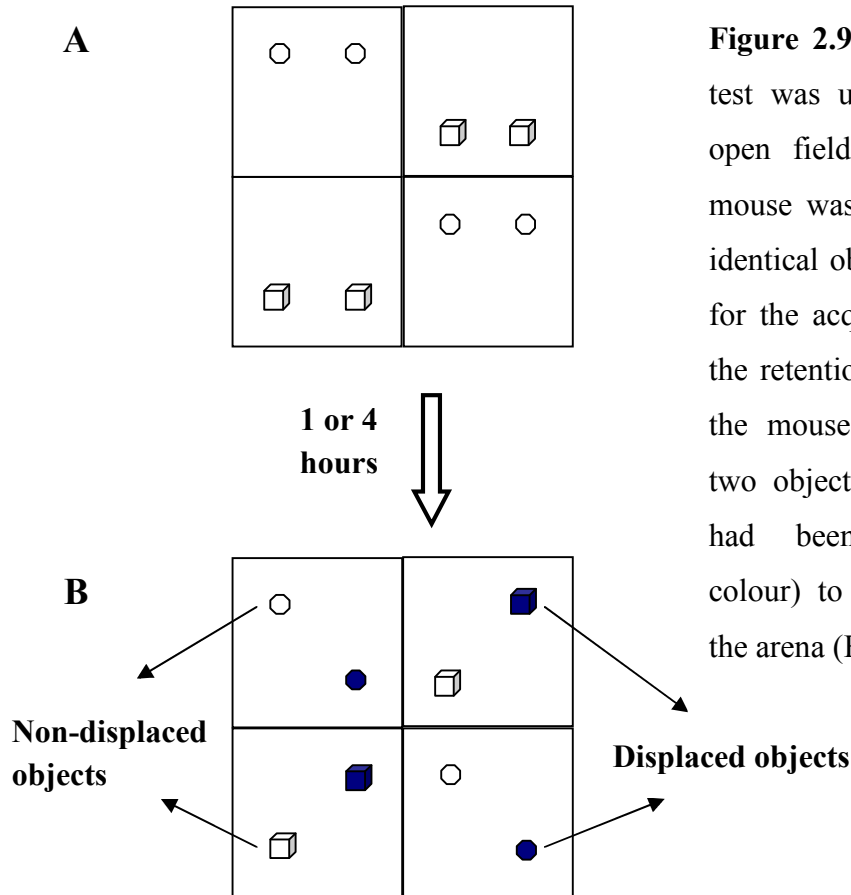 A
Figure 2.9
test was u
open field
mouse was
identical ob
for the acq
the retentio
the mouse
two object
had been
colour) to
the arena (
1 or 4
hours
B
Non-displaced
objects
Displaced objects